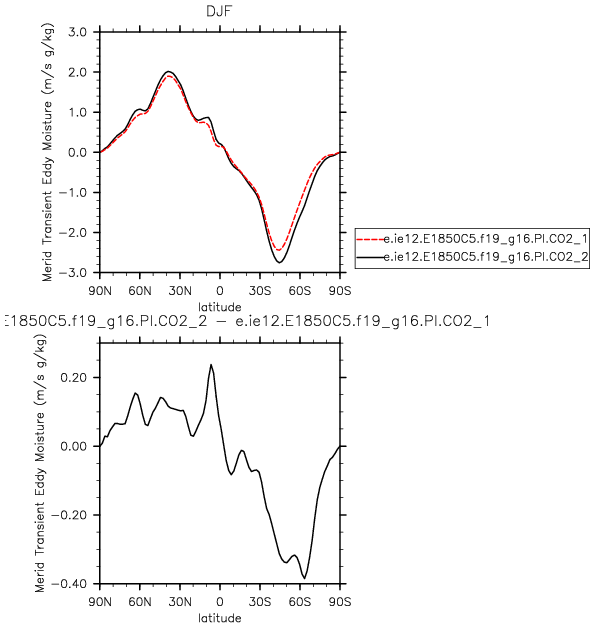 DJF
Merid Transient Eddy Moisture (m/s g/kg)
3.0
2.0
1.0
0.0
−1.0
−2.0
−3.0
90N 60N 30N 0 30S 60S 90S
latitude
e.ie12.E1850C5.f19_g16.PI.CO2_1
e.ie12.E1850C5.f19_g16.PI.CO2_2
E1850C5.f19_g16.PI.CO2_2 − e.ie12.E1850C5.f19_g16.PI.CO2_1
Merid Transient Eddy Moisture (m/s g/kg)
0.20
0.00
−0.20
−0.40
90N 60N 30N 0 30S 60S 90S
latitude